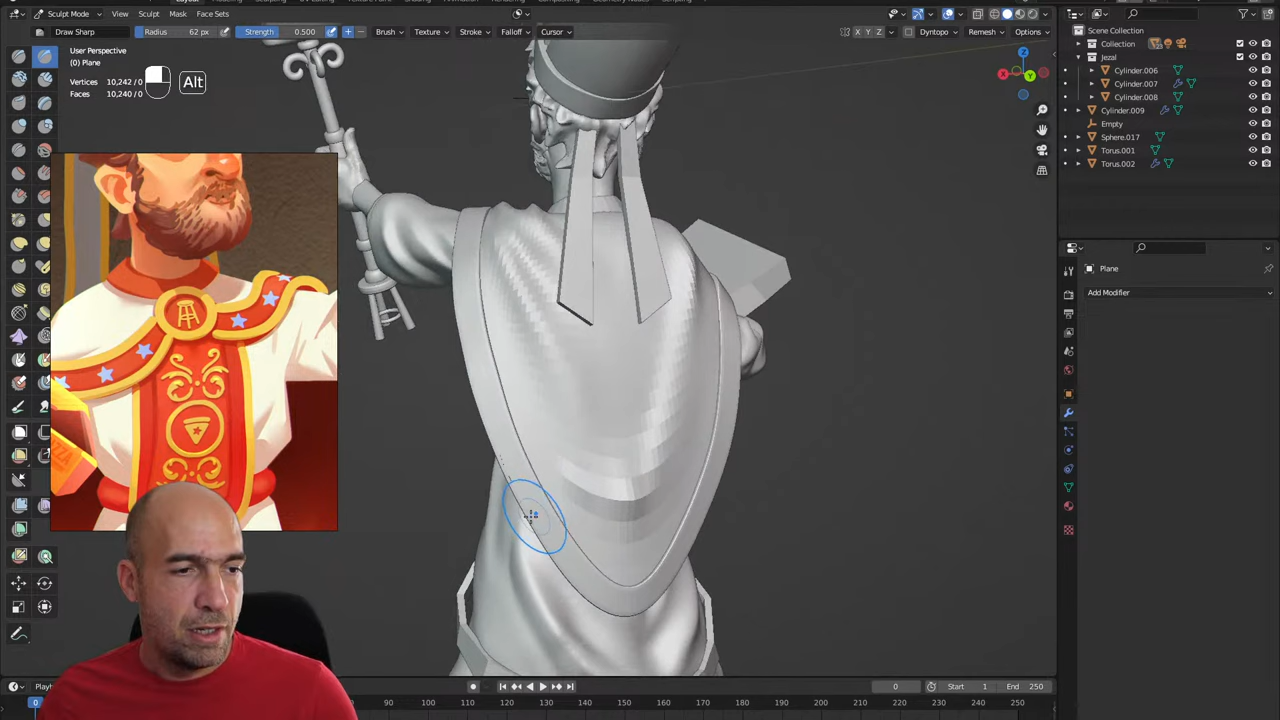 Sculpt Mode
View
Sculpt
Mask
Face Sets
Draw Sharp
Radius
62 px
Strength
0.500
Brush
Texture
Stroke
Falloff
Cursor
X
Y
Z
Dyntopo
Remesh
Options
User Perspective
(0) Plane
Vertices 10,242 / 0
Faces 10,240 / 0
Alt
X
Y
Z
Scene Collection
Collection
Jezal
Cylinder.006
Cylinder.007
Cylinder.008
Cylinder.009
Empty
Sphere.017
Torus.001
Torus.002
Plane
Add Modifier
0
Start
1
End
250
0
120
130
140
150
160
170
180
190
200
210
220
230
240
250